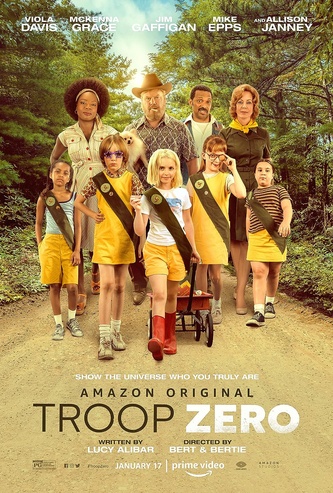 VIOLA DAVIS MCKENNA GRACE JIM GAFFIGAN MIKE EPPS AND ALLISON JANNEY
SHOW THE UNIVERSE WHO YOU TRULY ARE
AMAZON ORIGINAL
TROOP ZERO
WRITTEN BY LUCY ALIBAR DIRECTED BY BERT & BERTIE
JANUARY 17 prime video